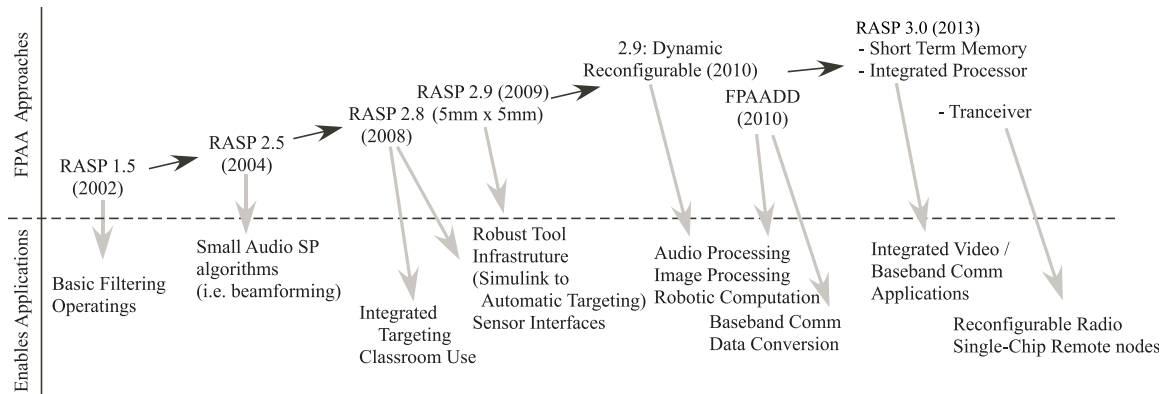 FPAA Approaches
RASP 1.5
(2002)
RASP 2.5
(2004)
RASP 2.8
(2008)
RASP 2.9 (2009)
(5mm x 5mm)
2.9: Dynamic
Reconfigurable (2010)
FPAADD
(2010)
RASP 3.0 (2013)
- Short Term Memory
- Integrated Processor
- Tranceiver
Enables Applications
Basic Filtering
Operatings
Small Audio SP
algorithms
(i.e. beamforming)
Integrated
Targeting
Classroom Use
Robust Tool
Infrastruture
(Simulink to
Automatic Targeting)
Sensor Interfaces
Audio Processing
Image Processing
Robotic Computation
Baseband Comm
Data Conversion
Integrated Video /
Baseband Comm
Applications
Reconfigurable Radio
Single-Chip Remote nodes